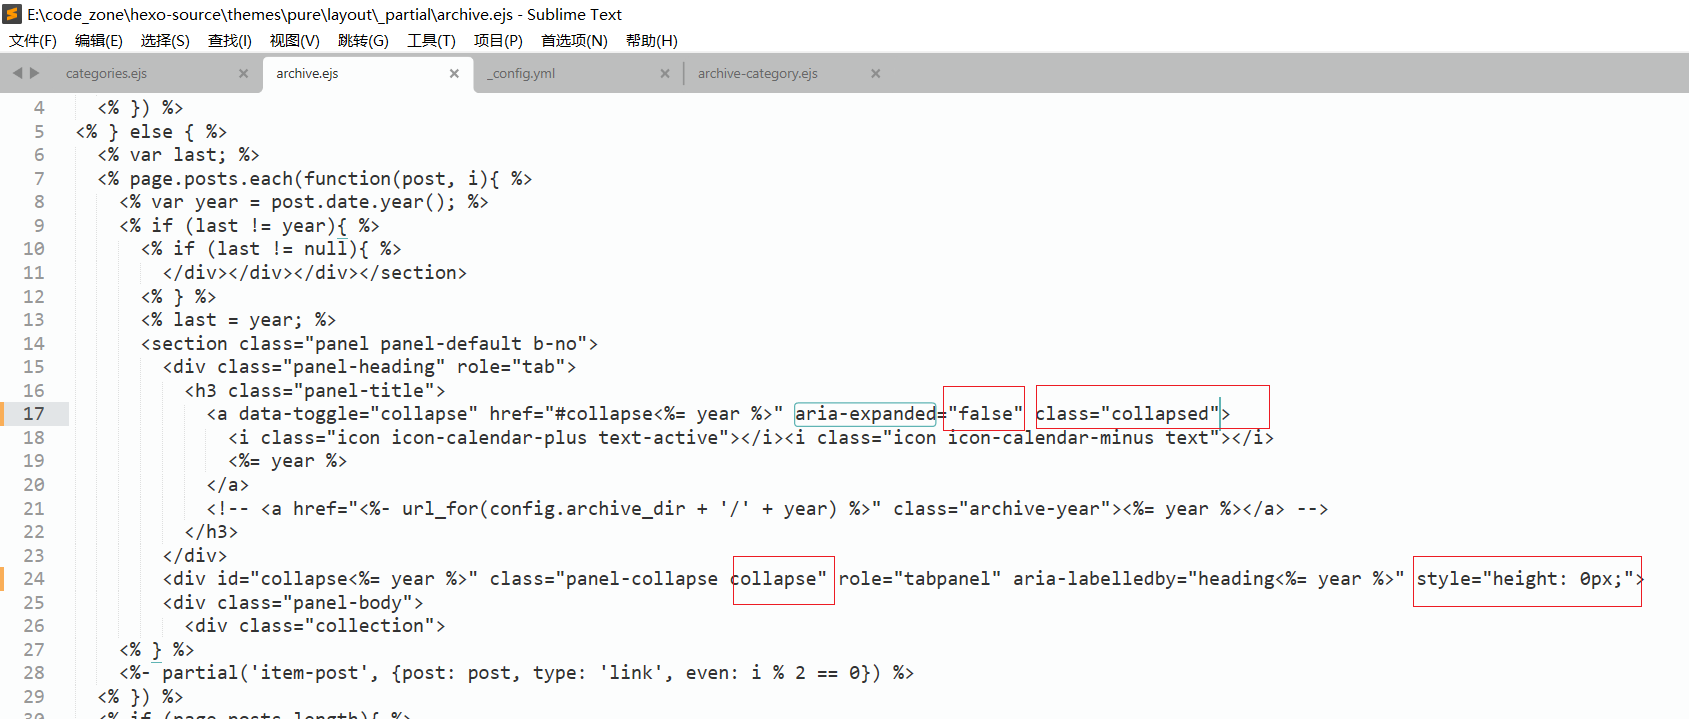 E:\code_zone\hexo-source\themes\pure\layout\_partial\archive.ejs - Sublime Text
文件(F) 编辑(E) 选择(S) 查找(I) 视图(V) 跳转(G) 工具(T) 项目(P) 首选项(N) 帮助(H)
categories.ejs × archive.ejs × _config.yml × archive-category.ejs ×
4 <% }) %>
5 <% } else { %>
6 <% var last; %>
7 <% page.posts.each(function(post, i){ %>
8 <% var year = post.date.year(); %>
9 <% if (last != year){ %>
10 <% if (last != null){ %>
11 </div></div></div></section>
12 <% } %>
13 <% last = year; %>
14 <section class="panel panel-default b-no">
15 <div class="panel-heading" role="tab">
16 <h3 class="panel-title">
17 <a data-toggle="collapse" href="#collapse<%= year %>" aria-expanded="false" class="collapsed">
18 <i class="icon icon-calendar-plus text-active"></i><i class="icon icon-calendar-minus text"></i>
19 <%= year %>
20 </a>
21 <!-- <a href="<%- url_for(config.archive_dir + '/' + year) %>" class="archive-year"><%= year %></a> -->
22 </h3>
23 </div>
24 <div id="collapse<%= year %>" class="panel-collapse collapse" role="tabpanel" aria-labelledby="heading<%= year %>" style="height: 0px;">
25 <div class="panel-body">
26 <div class="collection">
27 <% } %>
28 <%- partial('item-post', {post: post, type: 'link', even: i % 2 == 0}) %>
29 <% }) %>
30 <% if (page.posts.length){ %>